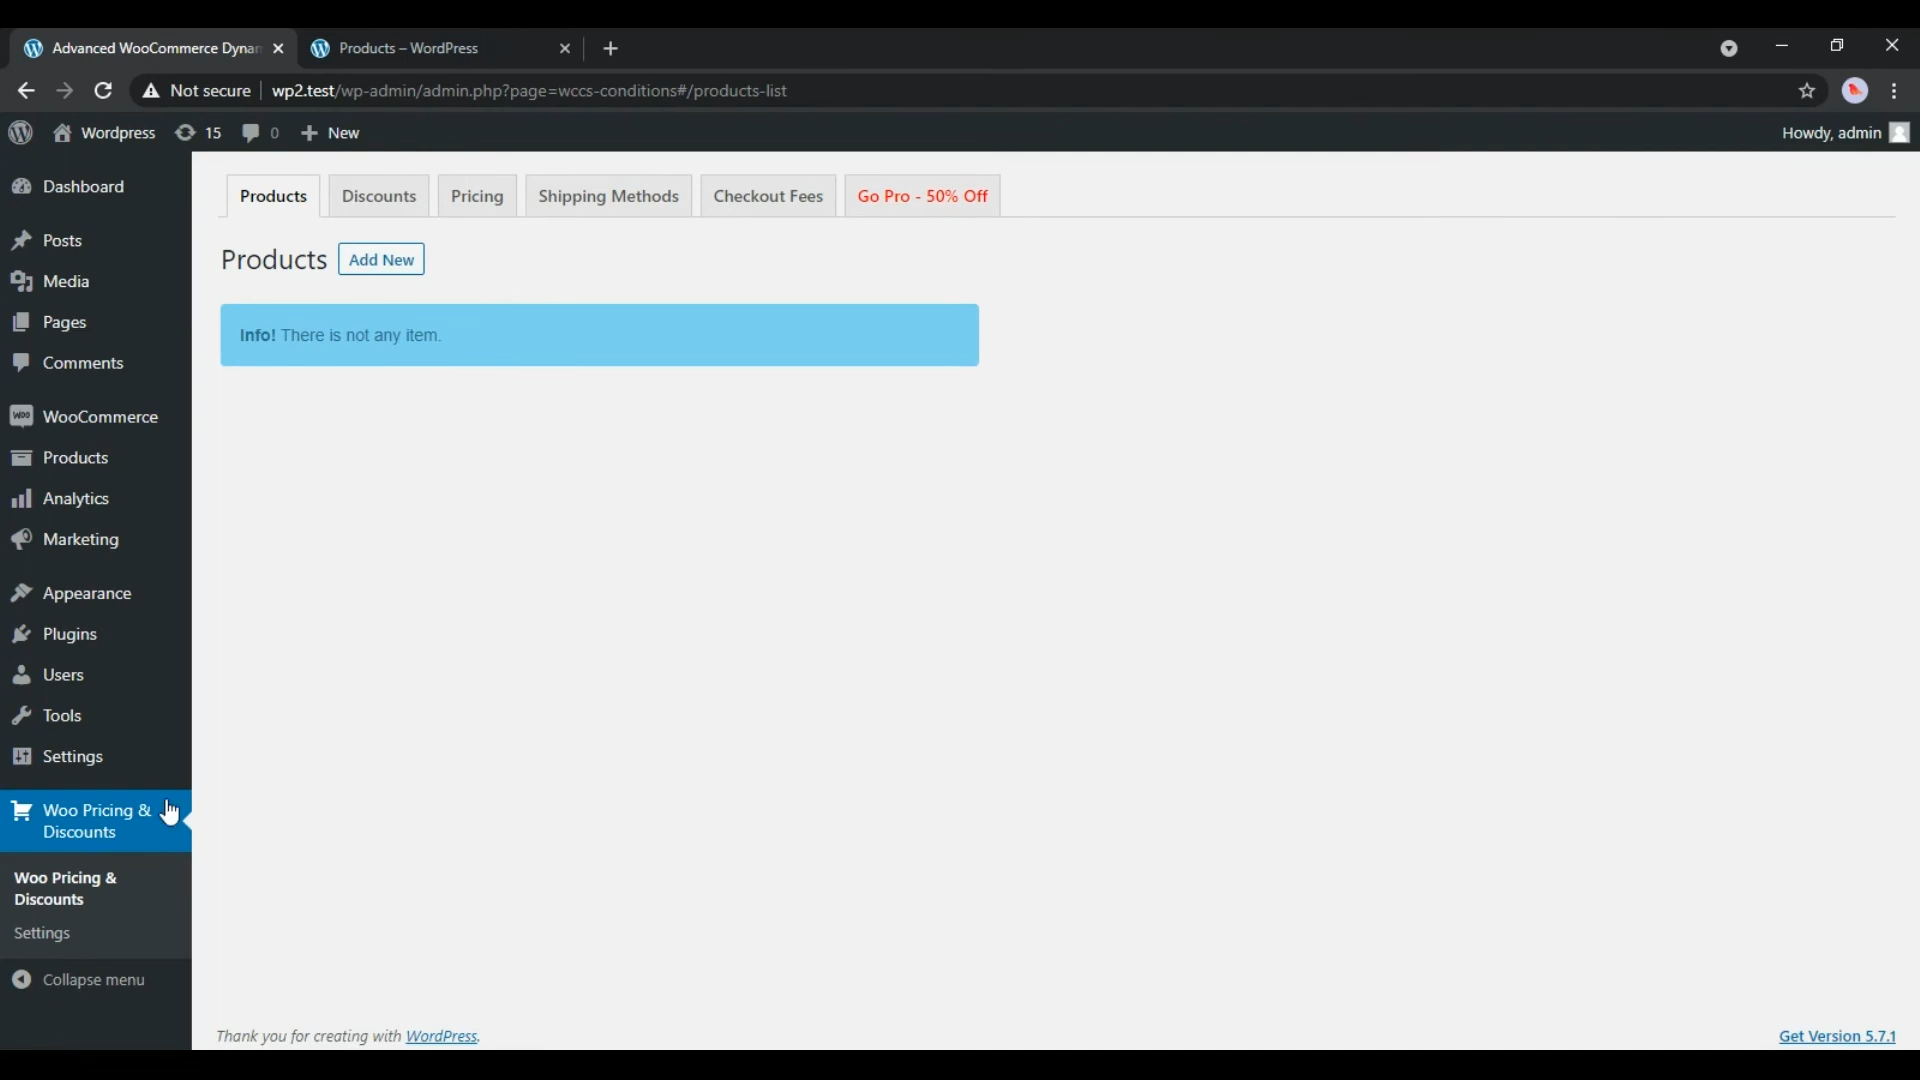 Advanced WooCommerce Dynan
Products – WordPress
Not secure
wp2.test/wp-admin/admin.php?page=wccs-conditions#/products-list
Wordpress
15
0
New
Howdy, admin
Dashboard
Posts
Media
Pages
Comments
WOO
WooCommerce
Products
Analytics
Marketing
Appearance
Plugins
Users
Tools
Settings
Woo Pricing &
Discounts
Woo Pricing &
Discounts
Settings
Collapse menu
Products
Discounts
Pricing
Shipping Methods
Checkout Fees
Go Pro - 50% Off
Products
Add New
Info! There is not any item.
Thank you for creating with WordPress.
Get Version 5.7.1